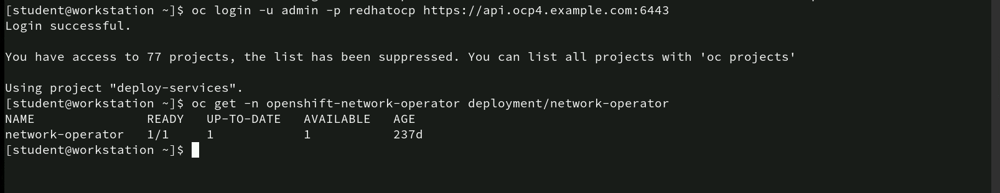 [student@workstation ~]$ oc login -u admin -p redhatocp https://api.ocp4.example.com:6443
Login successful.
You have access to 77 projects, the list has been suppressed. You can list all projects with 'oc projects'
Using project "deploy-services".
[student@workstation ~]$ oc get -n openshift-network-operator deployment/network-operator
NAME               READY   UP-TO-DATE   AVAILABLE   AGE
network-operator   1/1     1            1           237d
[student@workstation ~]$